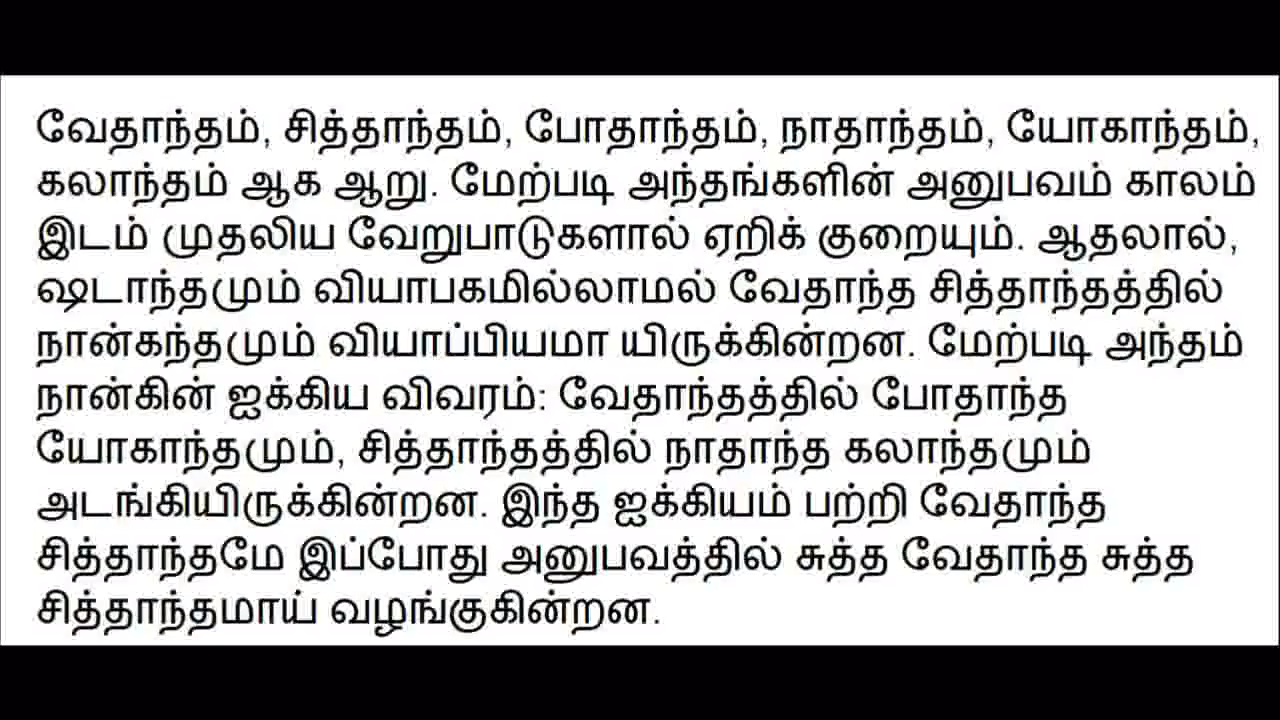 வேதாந்தம், சித்தாந்தம், போதாந்தம், நாதாந்தம், யோகாந்தம்,
கலாந்தம் ஆக ஆறு. மேற்படி அந்தங்களின் அனுபவம் காலம்
இடம் முதலிய வேறுபாடுகளால் ஏறிக் குறையும். ஆதலால்,
ஷடாந்தமும் வியாபகமில்லாமல் வேதாந்த சித்தாந்தத்தில்
நான்கந்தமும் வியாப்பியமா யிருக்கின்றன. மேற்படி அந்தம்
நான்கின் ஐக்கிய விவரம்: வேதாந்தத்தில் போதாந்த
யோகாந்தமும், சித்தாந்தத்தில் நாதாந்த கலாந்தமும்
அடங்கியிருக்கின்றன. இந்த ஐக்கியம் பற்றி வேதாந்த
சித்தாந்தமே இப்போது அனுபவத்தில் சுத்த வேதாந்த சுத்த
சித்தாந்தமாய் வழங்குகின்றன.